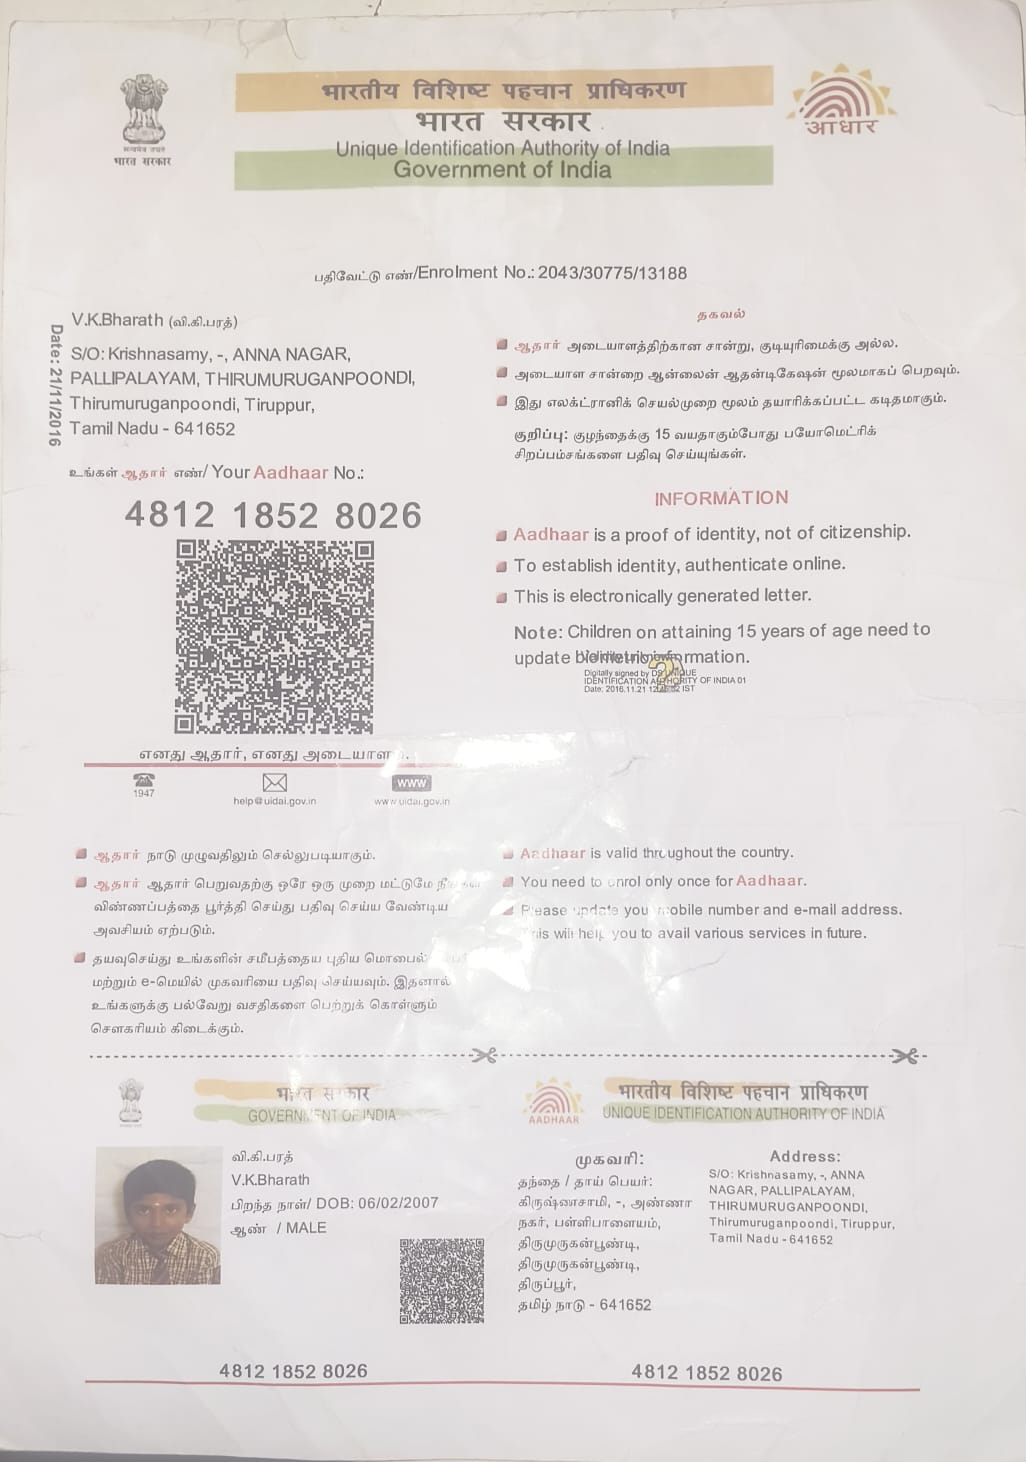 भारतीय विशिष्ट पहचान प्राधिकरण
भारत सरकार
Unique Identification Authority of India
Government of India
सत्यमेव जयते
भारत सरकार
आधार
பதிவேட்டு எண்/Enrolment No.: 2043/30775/13188
Date: 21/11/2016
V.K.Bharath (வி.கி.பரத்)
S/O: Krishnasamy, -, ANNA NAGAR,
PALLIPALAYAM, THIRUMURUGANPOONDI,
Thirumuruganpoondi, Tiruppur,
Tamil Nadu - 641652
உங்கள் ஆதார் எண்/ Your Aadhaar No.:
4812 1852 8026
எனது ஆதார், எனது அடையாளம்
1947
help@uidai.gov.in
www
www.uidai.gov.in
தகவல்
ஆதார் அடையாளத்திற்கான சான்று, குடியுரிமைக்கு அல்ல.
அடையாள சான்றை ஆன்லைன் ஆதன்டிகேஷன் மூலமாகப் பெறவும்.
இது எலக்ட்ரானிக் செயல்முறை மூலம் தயாரிக்கப்பட்ட கடிதமாகும்.
குறிப்பு: குழந்தைக்கு 15 வயதாகும்போது பயோமெட்ரிக்
சிறப்பம்சங்களை பதிவு செய்யுங்கள்.
INFORMATION
Aadhaar is a proof of identity, not of citizenship.
To establish identity, authenticate online.
This is electronically generated letter.
Note: Children on attaining 15 years of age need to
update biometric information.
Digitally signed by DS UNIQUE
IDENTIFICATION AUTHORITY OF INDIA 01
Date: 2016.11.21 IST
ஆதார் நாடு முழுவதிலும் செல்லுபடியாகும்.
ஆதார் ஆதார் பெறுவதற்கு ஒரே ஒரு முறை மட்டுமே நீங்கள்
விண்ணப்பத்தை பூர்த்தி செய்து பதிவு செய்ய வேண்டிய
அவசியம் ஏற்படும்.
தயவுசெய்து உங்களின் சமீபத்தைய புதிய மொபைல்
மற்றும் e-மெயில் முகவரியை பதிவு செய்யவும். இதனால்
உங்களுக்கு பல்வேறு வசதிகளை பெற்றுக் கொள்ளும்
சௌகரியம் கிடைக்கும்.
Aadhaar is valid throughout the country.
You need to enrol only once for Aadhaar.
Please update your mobile number and e-mail address.
This will help you to avail various services in future.
भारत सरकार
GOVERNMENT OF INDIA
வி.கி.பரத்
V.K.Bharath
பிறந்த நாள்/ DOB: 06/02/2007
ஆண் / MALE
4812 1852 8026
AADHAAR
भारतीय विशिष्ट पहचान प्राधिकरण
UNIQUE IDENTIFICATION AUTHORITY OF INDIA
முகவரி:
தந்தை / தாய் பெயர்:
கிருஷ்ணசாமி, -, அண்ணா
நகர், பள்ளிபாளையம்,
திருமுருகன்பூண்டி,
திருமுருகன்பூண்டி,
திருப்பூர்,
தமிழ் நாடு - 641652
Address:
S/O: Krishnasamy, -, ANNA
NAGAR, PALLIPALAYAM,
THIRUMURUGANPOONDI,
Thirumuruganpoondi, Tiruppur,
Tamil Nadu - 641652
4812 1852 8026